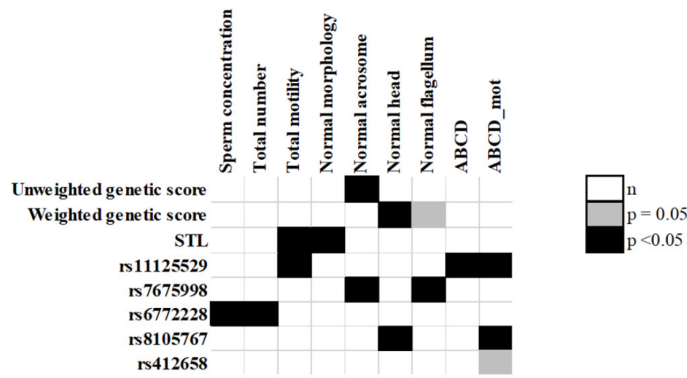 Sperm concentration
Total number
Total motility
Normal morphology
Normal acrosome
Normal head
Normal flagellum
ABCD
ABCD_mot
Unweighted genetic score
Weighted genetic score
STL
rs11125529
rs7675998
rs6772228
rs8105767
rs412658
n
p = 0.05
p <0.05